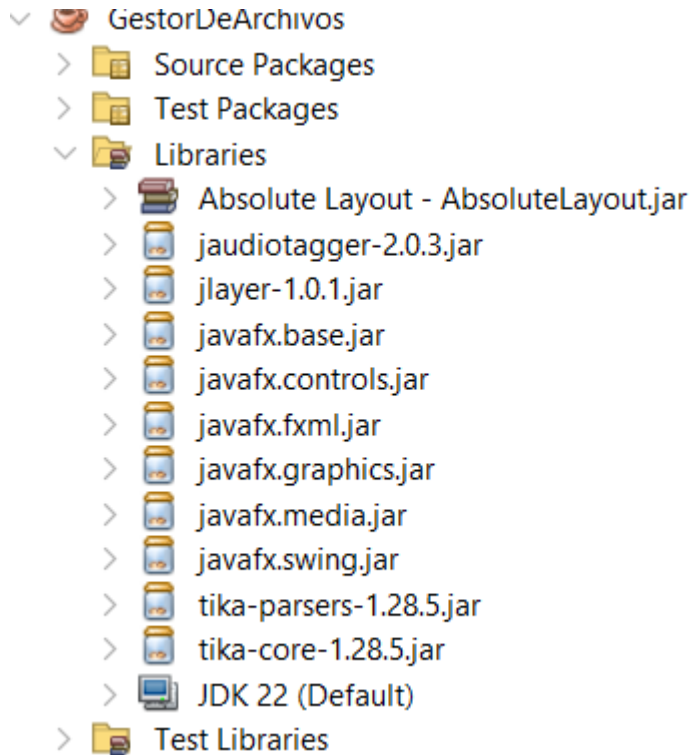 GestorDeArchivos
Source Packages
Test Packages
Libraries
Absolute Layout - AbsoluteLayout.jar
jaudiotagger-2.0.3.jar
jlayer-1.0.1.jar
javafx.base.jar
javafx.controls.jar
javafx.fxml.jar
javafx.graphics.jar
javafx.media.jar
javafx.swing.jar
tika-parsers-1.28.5.jar
tika-core-1.28.5.jar
JDK 22 (Default)
Test Libraries